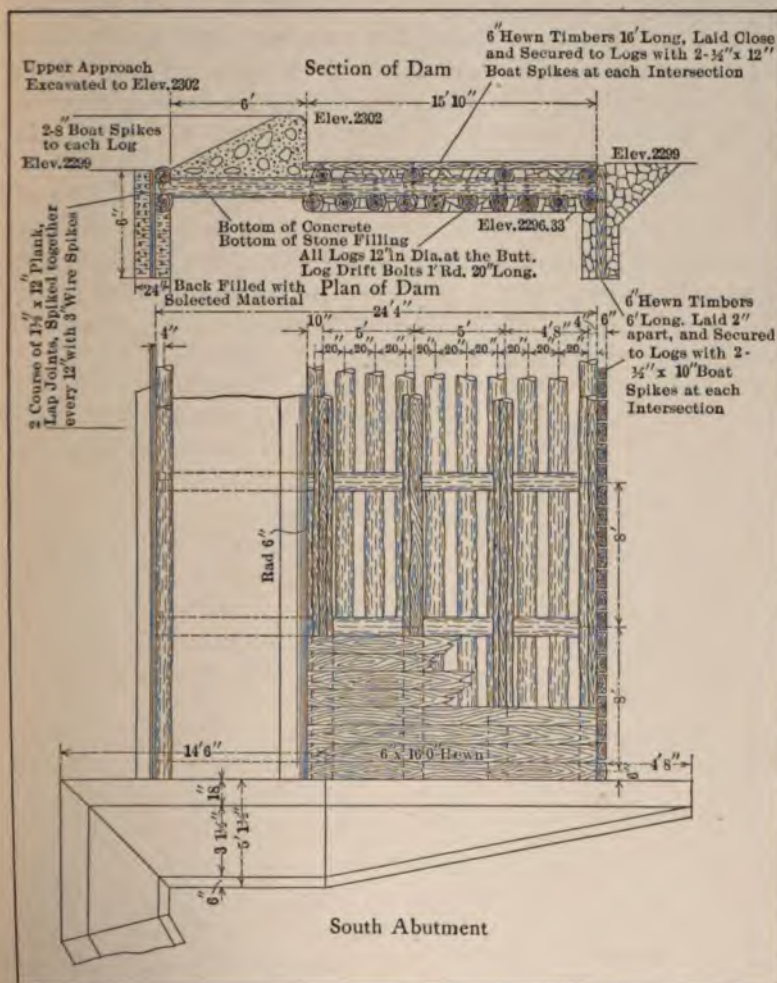 6" Hewn Timbers 16' Long, Laid Close
and Secured to Logs with 2-½" x 12"
Boat Spikes at each Intersection
Upper Approach
Excavated to Elev. 2302
Section of Dam
6'
15' 10"
Elev. 2302
2-8" Boat Spikes
to each Log
Elev. 2299
Elev. 2299
6"
Bottom of Concrete
Bottom of Stone Filling
Elev. 2296.33
All Logs 12" in Dia. at the Butt.
Log Drift Bolts 1" Rd. 20" Long.
24"
Back Filled with
Selected Material
Plan of Dam
2 Course of 1½" x 12" Plank,
Lap Joints, Spiked together
every 12" with 3" Wire Spikes
6" Hewn Timbers
6' Long. Laid 2"
apart, and Secured
to Logs with 2-
½" x 10" Boat
Spikes at each
Intersection
24' 4"
4"
10"
5'
5'
4' 8"
4"
6"
20" 20" 20" 20" 20" 20" 20" 20"
Rad 6"
8'
8'
14' 6"
6 x 16' 0" Hewn
6"
4' 8"
18"
3' 1½"
5' 1½"
6"
South Abutment